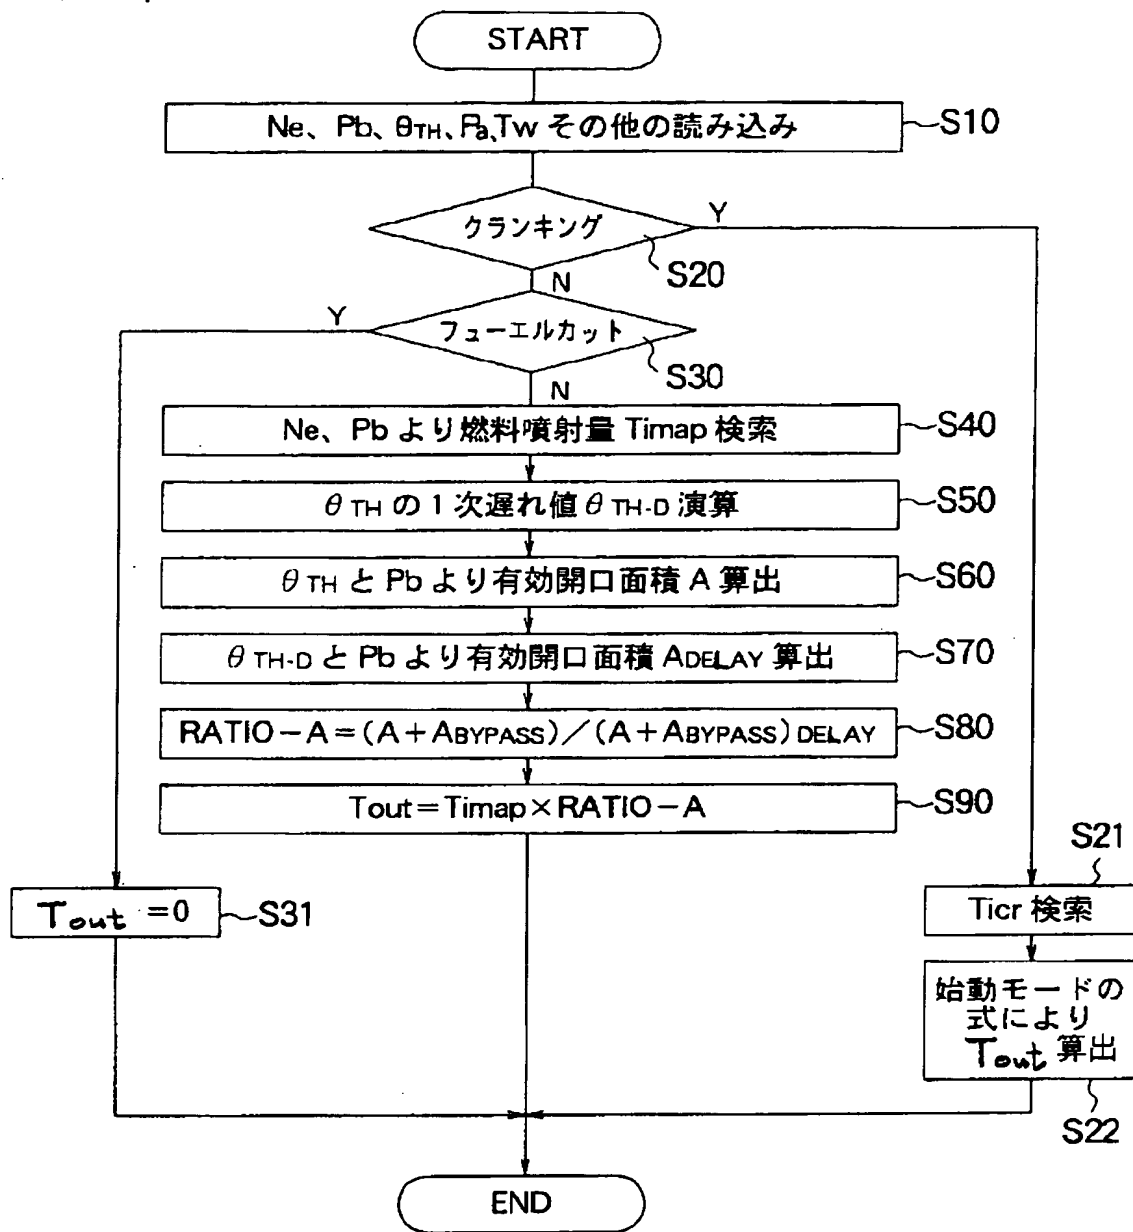 START
Ne、Pb、θTH、Pa、Tw その他の読み込み
S10
クランキング
Y
S20
N
Y
フューエルカット
S30
N
Ne、Pb より燃料噴射量 Timap 検索
S40
θTH の1次遅れ値 θTH-D 演算
S50
θTH と Pb より有効開口面積 A 算出
S60
θTH-D と Pb より有効開口面積 ADELAY 算出
S70
RATIO-A=(A+ABYPASS)/(A+ABYPASS)DELAY
S80
Tout=Timap×RATIO-A
S90
S21
Tout =0
S31
Ticr 検索
始動モードの
式により
Tout 算出
S22
END